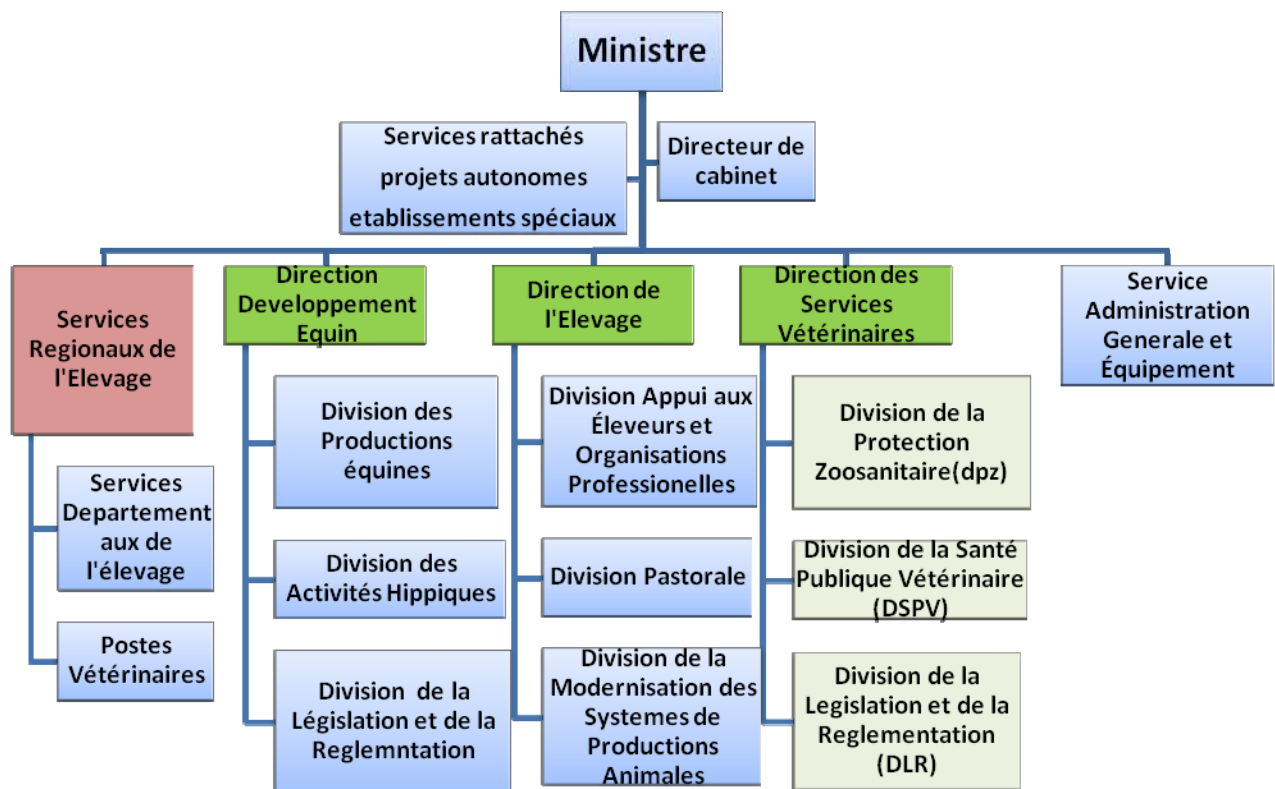 Ministre
Services rattachés
projets autonomes
etablissements spéciaux
Directeur de
cabinet
Services
Regionaux de
l'Elevage
Direction
Developpement
Equin
Direction de
l'Elevage
Direction des
Services
Vétérinaires
Service
Administration
Generale et
Équipement
Services
Departement
aux de
l'élevage
Postes
Vétérinaires
Division des
Productions
équines
Division des
Activités Hippiques
Division de la
Législation et de la
Reglemntation
Division Appui aux
Éleveurs et
Organisations
Professionelles
Division Pastorale
Division de la
Modernisation des
Systemes de
Productions
Animales
Division de la
Protection
Zoosanitaire(dpz)
Division de la Santé
Publique Vétérinaire
(DSPV)
Division de la
Legislation et de la
Reglementation
(DLR)